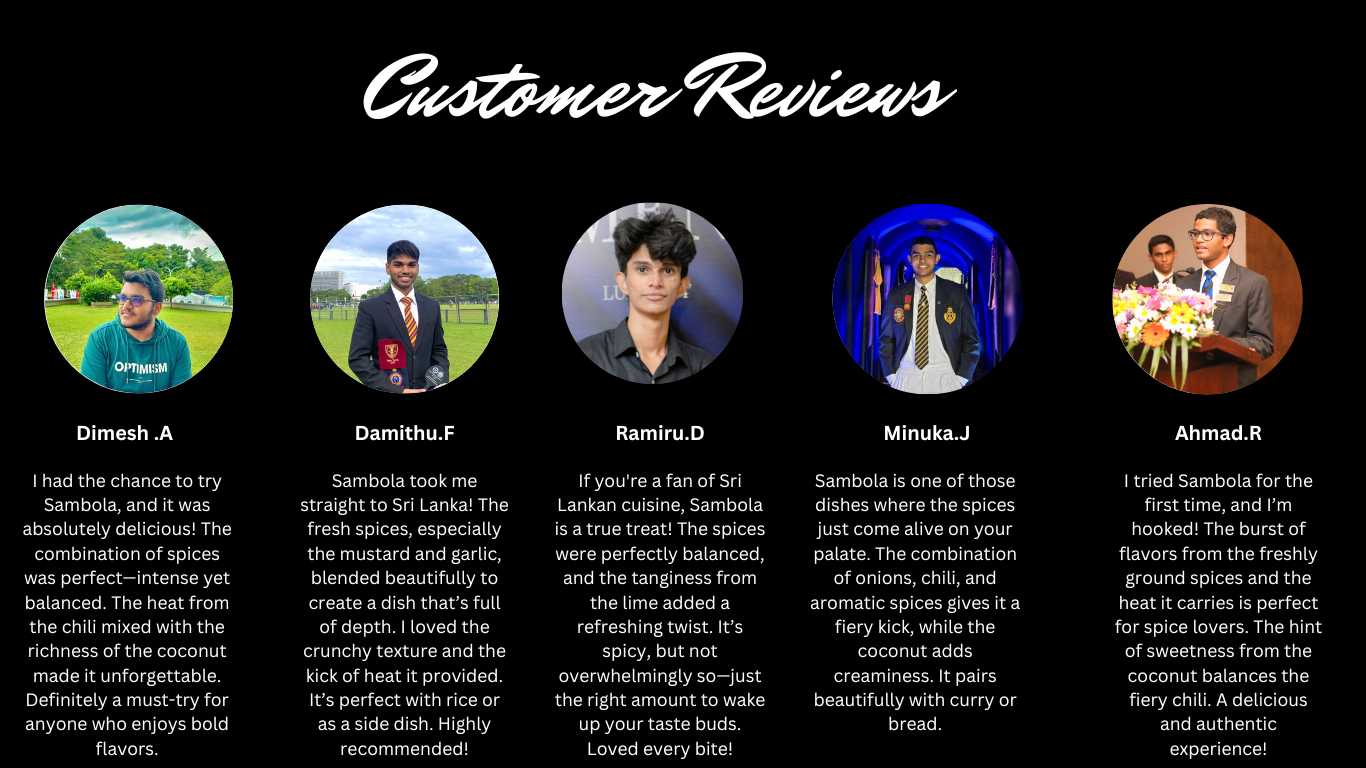 Customer Reviews
OPTIMISM
Dimesh .A
I had the chance to try
Sambola, and it was
absolutely delicious! The
combination of spices
was perfect—intense yet
balanced. The heat from
the chili mixed with the
richness of the coconut
made it unforgettable.
Definitely a must-try for
anyone who enjoys bold
flavors.
Damithu.F
Sambola took me
straight to Sri Lanka! The
fresh spices, especially
the mustard and garlic,
blended beautifully to
create a dish that’s full
of depth. I loved the
crunchy texture and the
kick of heat it provided.
It’s perfect with rice or
as a side dish. Highly
recommended!
Ramiru.D
If you're a fan of Sri
Lankan cuisine, Sambola
is a true treat! The spices
were perfectly balanced,
and the tanginess from
the lime added a
refreshing twist. It’s
spicy, but not
overwhelmingly so—just
the right amount to wake
up your taste buds.
Loved every bite!
Minuka.J
Sambola is one of those
dishes where the spices
just come alive on your
palate. The combination
of onions, chili, and
aromatic spices gives it a
fiery kick, while the
coconut adds
creaminess. It pairs
beautifully with curry or
bread.
Ahmad.R
I tried Sambola for the
first time, and I’m
hooked! The burst of
flavors from the freshly
ground spices and the
heat it carries is perfect
for spice lovers. The hint
of sweetness from the
coconut balances the
fiery chili. A delicious
and authentic
experience!